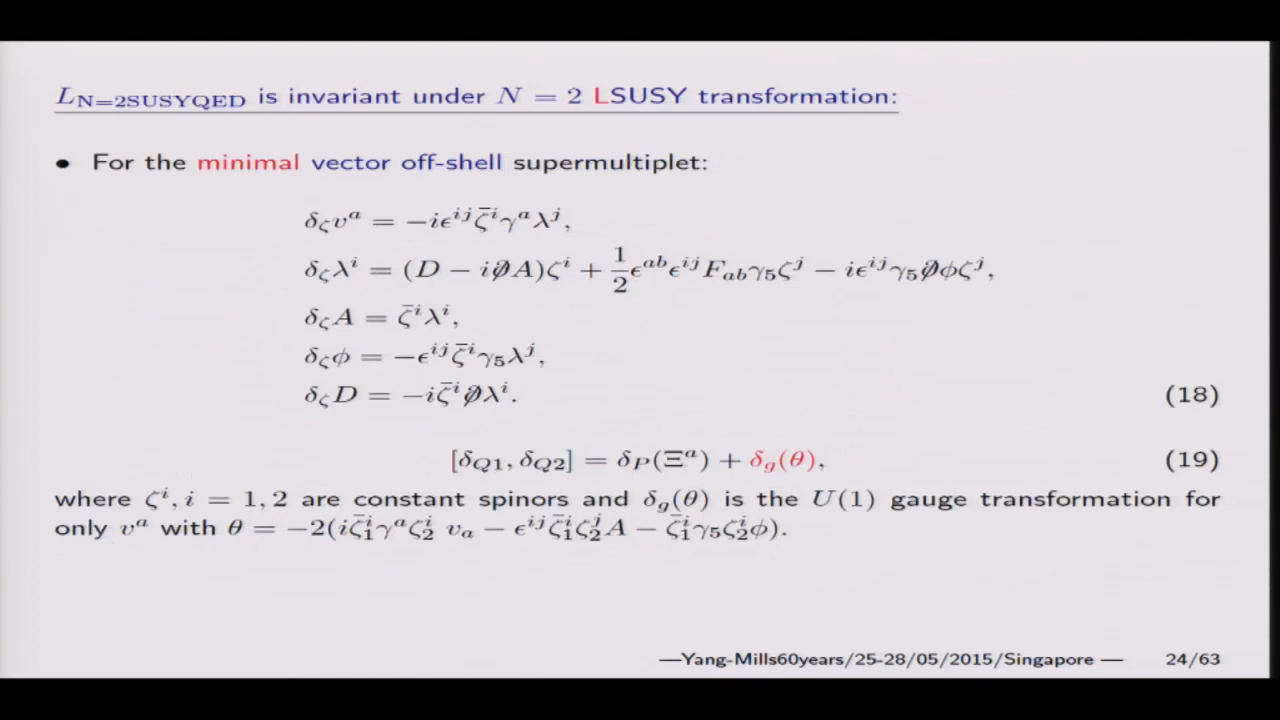 L_{N=2SUSYQED} is invariant under N = 2 LSUSY transformation:
• For the minimal vector off-shell supermultiplet:
δ_ζ v^a = −iϵ^{ij} ζ̄^i γ^a λ^j,
δ_ζ λ^i = (D − i∂̸A)ζ^i + 1/2 ϵ^{ab} ϵ^{ij} F_{ab} γ_5 ζ^j − iϵ^{ij} γ_5 ∂̸ϕ ζ^j,
δ_ζ A = ζ̄^i λ^i,
δ_ζ ϕ = −ϵ^{ij} ζ̄^i γ_5 λ^j,
δ_ζ D = −iζ̄^i ∂̸λ^i. (18)
[δ_{Q1}, δ_{Q2}] = δ_P(Ξ^a) + δ_g(θ), (19)
where ζ^i, i = 1, 2 are constant spinors and δ_g(θ) is the U(1) gauge transformation for
only v^a with θ = −2(iζ̄_1^i γ^a ζ_2^i v_a − ϵ^{ij} ζ̄_1^i ζ_2^j A − ζ̄_1^i γ_5 ζ_2^i ϕ).
—Yang-Mills60years/25-28/05/2015/Singapore — 24/63